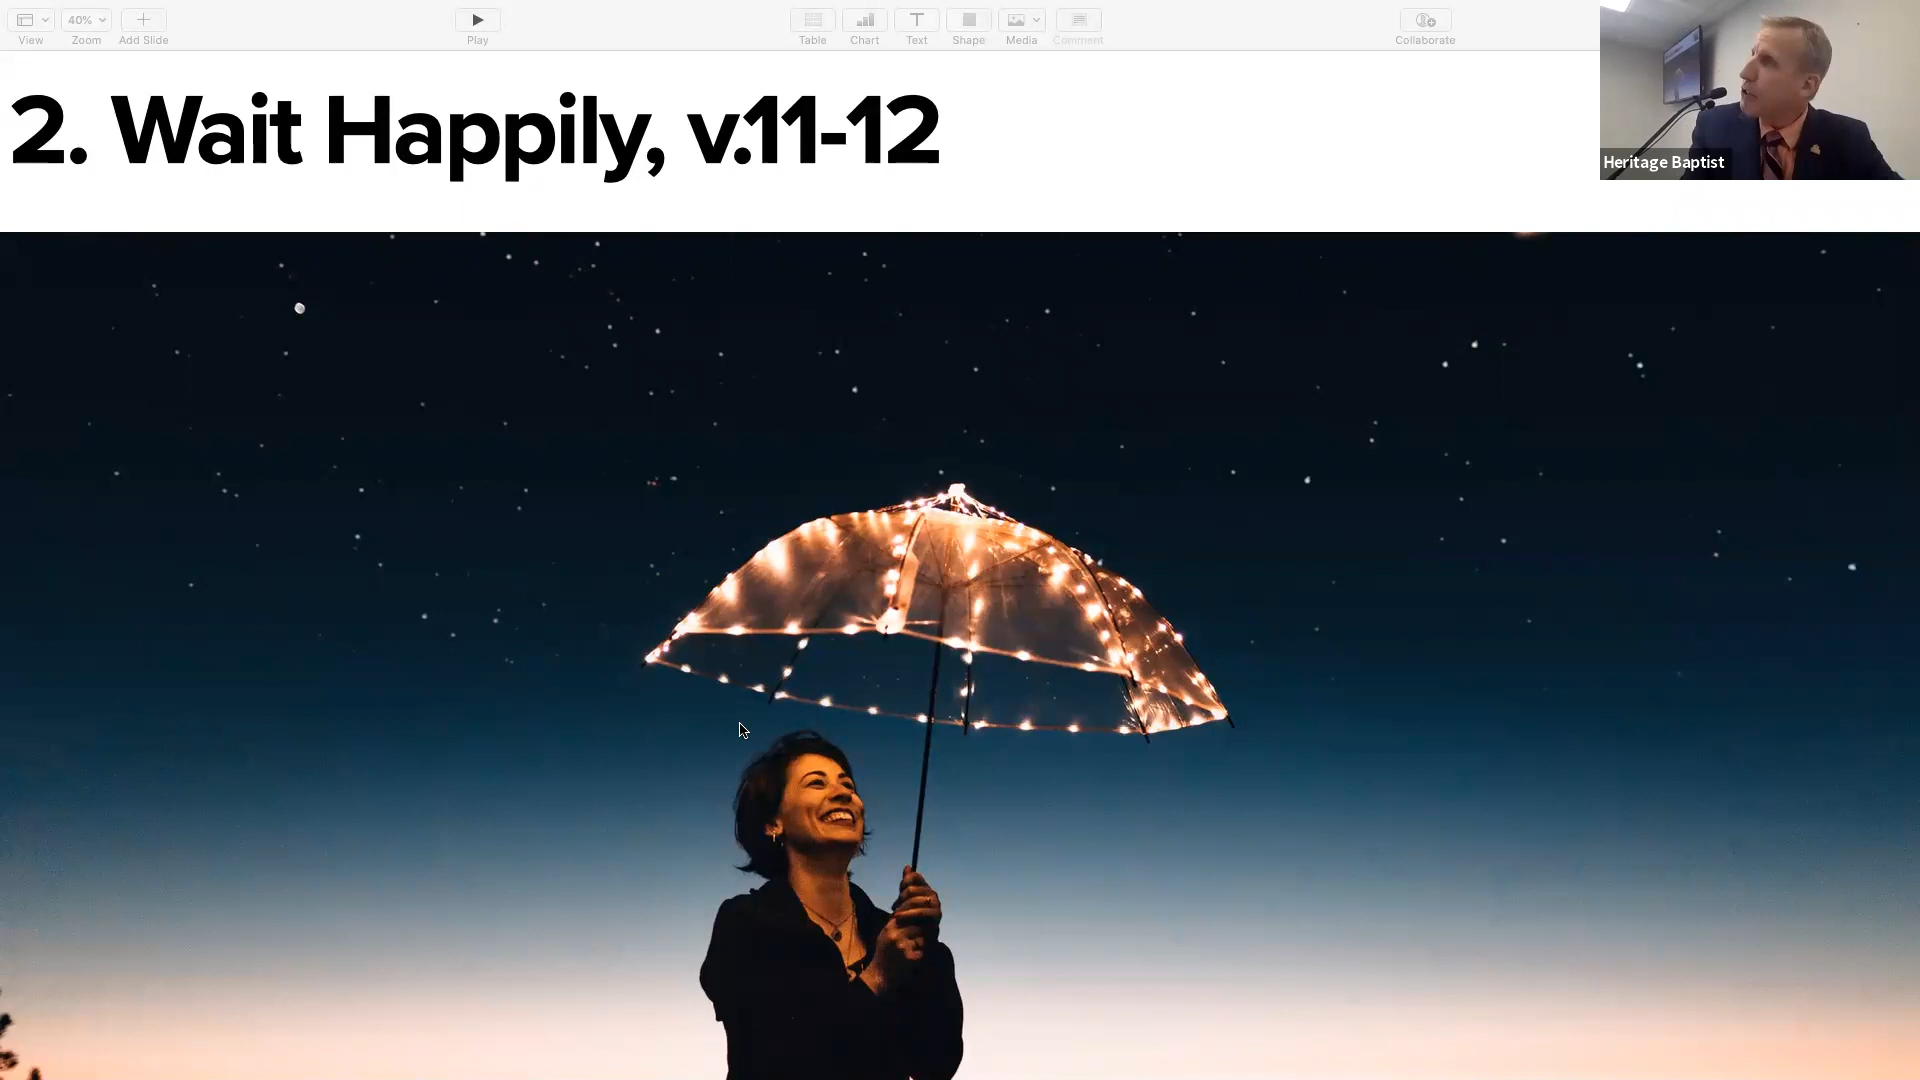 40%
View Zoom Add Slide Play Table Chart Text Shape Media Comment Collaborate
2. Wait Happily, v.11-12
Heritage Baptist